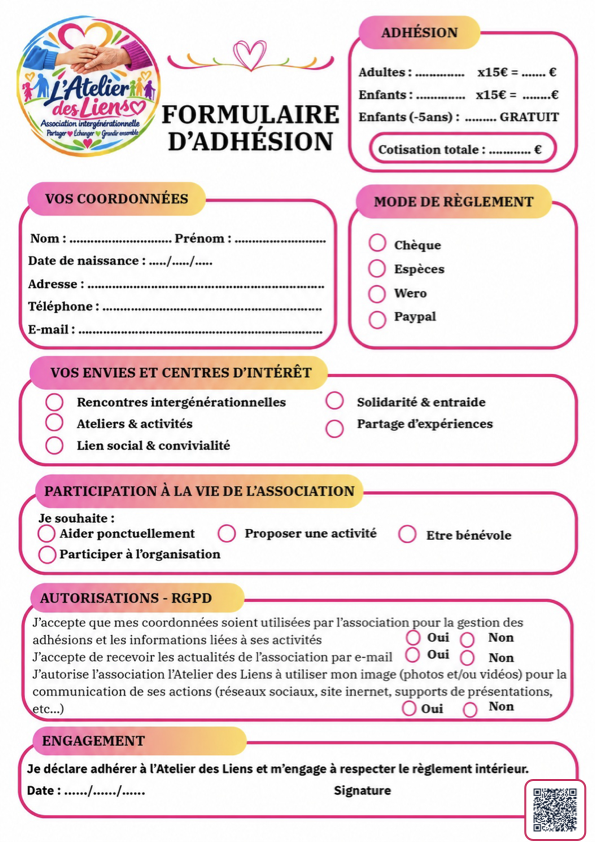 L'Atelier
des Liens
Association intergénérationnelle
Partager Échanger Grandir ensemble
FORMULAIRE
D'ADHÉSION
ADHÉSION
Adultes : .............. x15€ = ....... €
Enfants : .............. x15€ = ........€
Enfants (-5ans) : ......... GRATUIT
Cotisation totale : ............ €
VOS COORDONNÉES
Nom : .............................. Prénom : ..........................
Date de naissance : ...../...../.....
Adresse : ....................................................................
Téléphone : ...............................................................
E-mail : ......................................................................
MODE DE RÈGLEMENT
Chèque
Espèces
Wero
Paypal
VOS ENVIES ET CENTRES D'INTÉRÊT
Rencontres intergénérationnelles
Ateliers & activités
Lien social & convivialité
Solidarité & entraide
Partage d'expériences
PARTICIPATION À LA VIE DE L'ASSOCIATION
Je souhaite :
Aider ponctuellement Proposer une activité Etre bénévole
Participer à l'organisation
AUTORISATIONS - RGPD
J'accepte que mes coordonnées soient utilisées par l'association pour la gestion des
adhésions et les informations liées à ses activités Oui Non
J'accepte de recevoir les actualités de l'association par e-mail Oui Non
J'autorise l'association l'Atelier des Liens à utiliser mon image (photos et/ou vidéos) pour la
communication de ses actions (réseaux sociaux, site inernet, supports de présentations,
etc...) Oui Non
ENGAGEMENT
Je déclare adhérer à l'Atelier des Liens et m'engage à respecter le règlement intérieur.
Date : ....../....../...... Signature